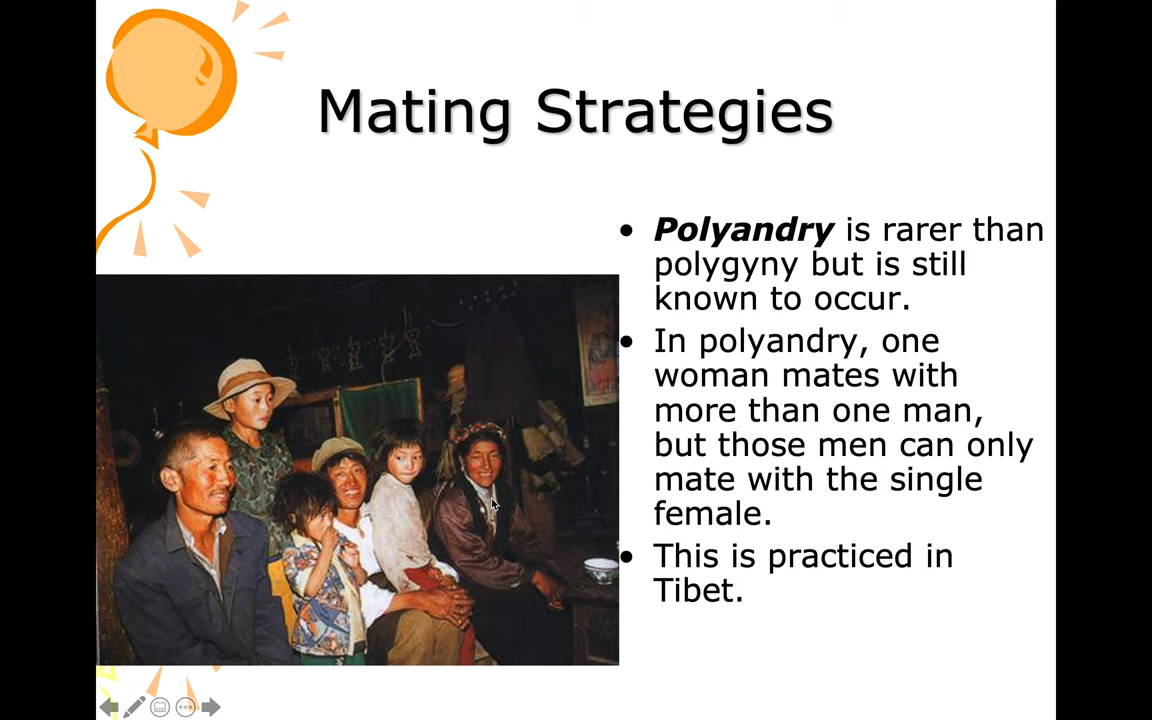 Mating Strategies
• Polyandry is rarer than
polygyny but is still
known to occur.
• In polyandry, one
woman mates with
more than one man,
but those men can only
mate with the single
female.
• This is practiced in
Tibet.